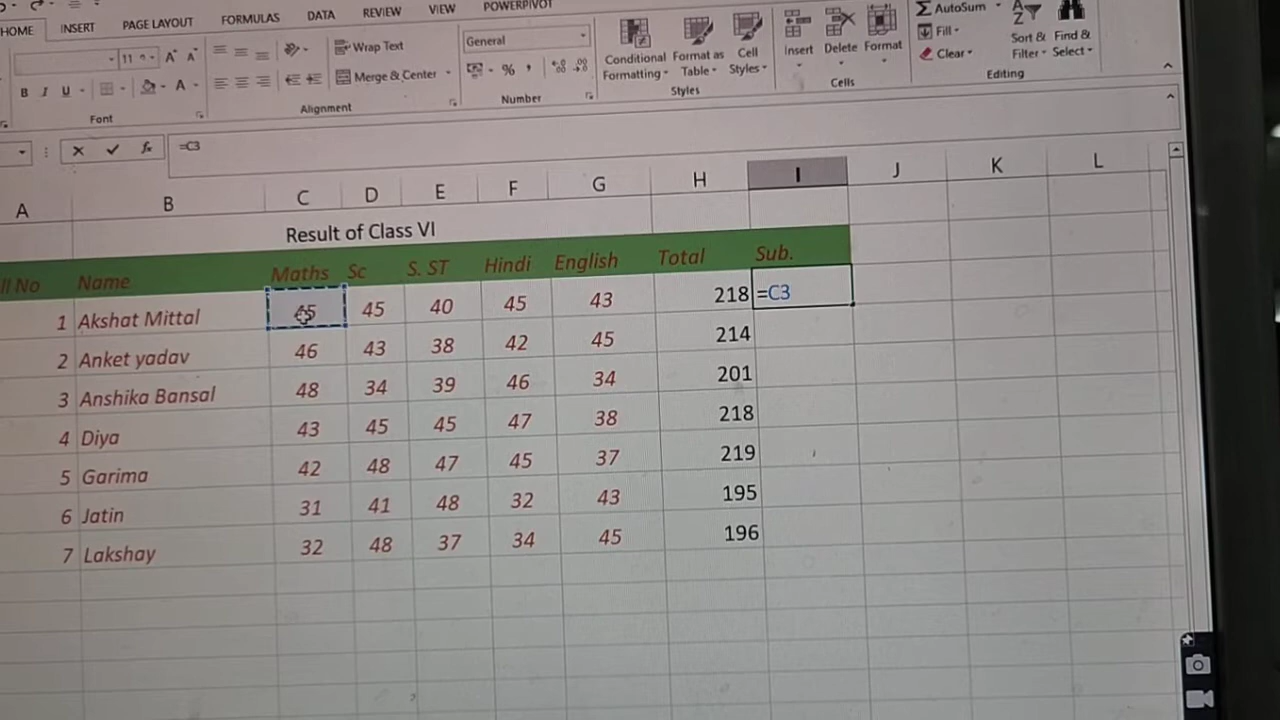 HOME INSERT PAGE LAYOUT FORMULAS DATA REVIEW VIEW POWERPIVOT
11 A A Wrap Text General AutoSum
B I U A Merge & Center % Conditional Formatting Format as Table Cell Styles Insert Delete Format Fill Clear Sort & Filter Find & Select
Font Alignment Number Styles Cells Editing
fx =C3
A B C D E F G H I J K L
Result of Class VI
ll No Name Maths Sc S. ST Hindi English Total Sub.
1 Akshat Mittal 45 45 40 45 43 218 =C3
2 Anket yadav 46 43 38 42 45 214
3 Anshika Bansal 48 34 39 46 34 201
4 Diya 43 45 45 47 38 218
5 Garima 42 48 47 45 37 219
6 Jatin 31 41 48 32 43 195
7 Lakshay 32 48 37 34 45 196